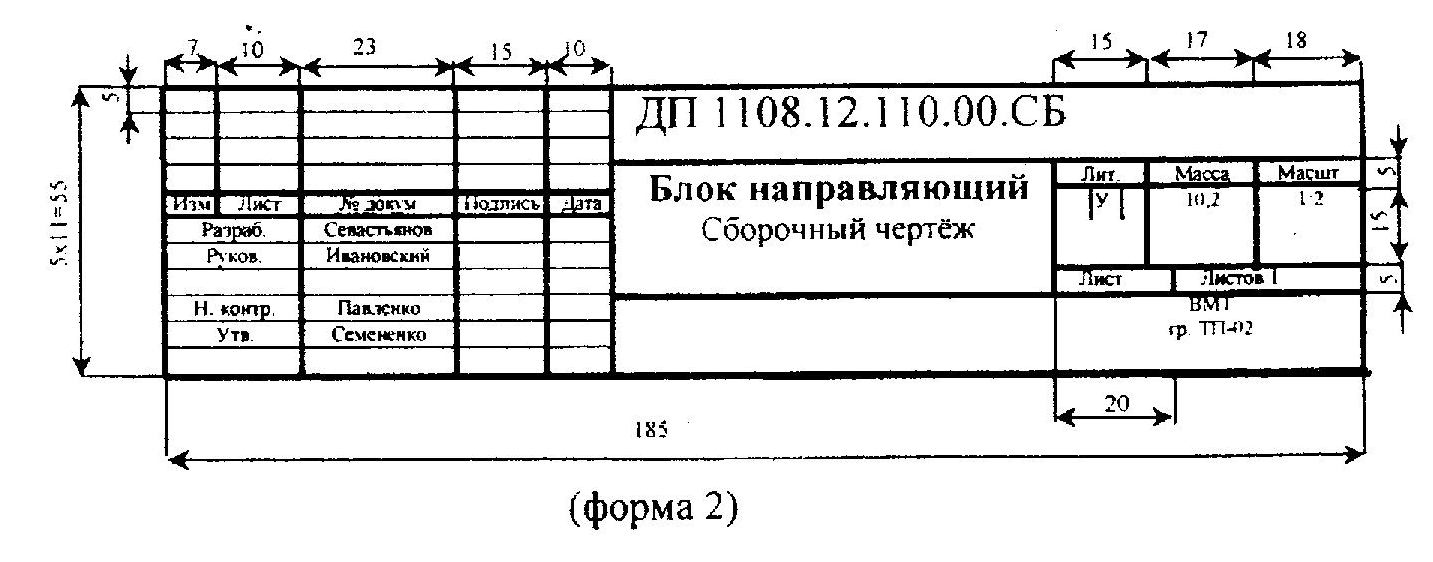 7 10 23 15 10 15 17 18
5
ДП 1108.12.110.00.СБ
5х11=55
Блок направляющий
Сборочный чертёж
Лит. Масса Масшт
5
У 10,2 1:2
15
Изм Лист № докум Подпись Дата
Разраб. Севастьянов
Руков. Ивановский
Лист Листов 1
5
Н. контр. Павленко
Утв. Семененко
ВМТ
гр. ТП-02
20
185
(форма 2)